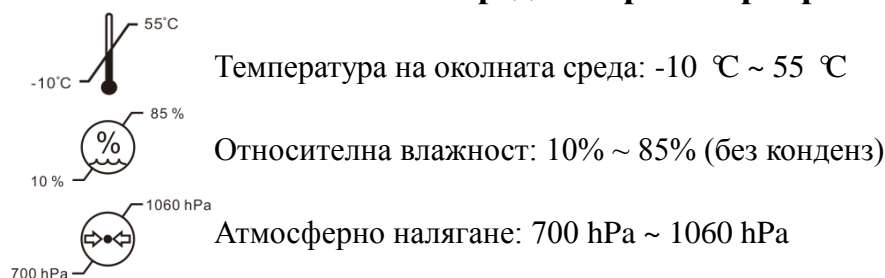 55°C
-10°C
Температура на околната среда: -10 ℃ ~ 55 ℃
85 %
%
10 %
Относителна влажност: 10% ~ 85% (без конденз)
1060 hPa
700 hPa
Атмосферно налягане: 700 hPa ~ 1060 hPa